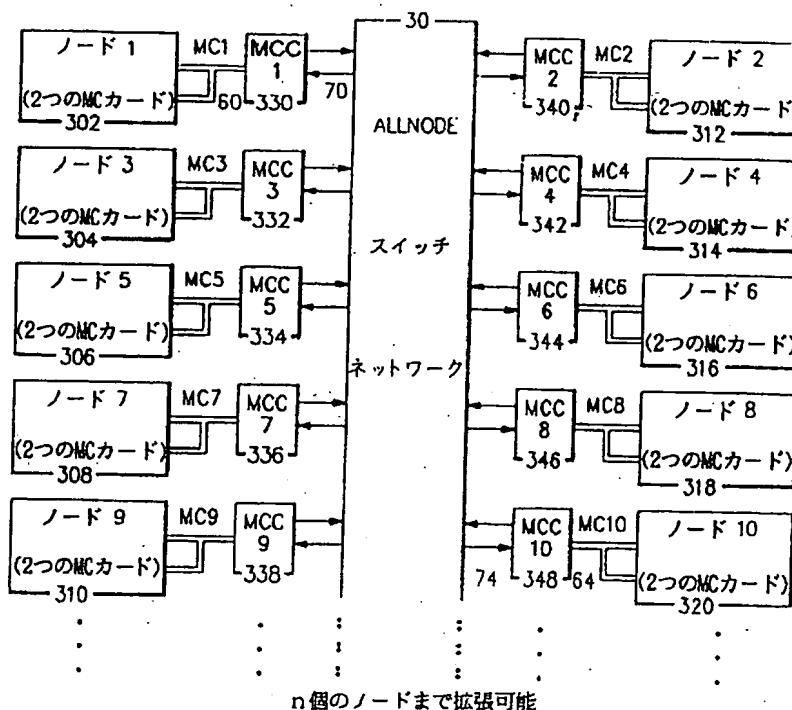 30
ノード 1
(2つのMCカード)
302
MC1
60
MCC
1
330
70
MCC
2
340
MC2
ノード 2
(2つのMCカード)
312
ALLNODE
スイッチ
ネットワーク
ノード 3
(2つのMCカード)
304
MC3
MCC
3
332
MCC
4
342
MC4
ノード 4
(2つのMCカード)
314
ノード 5
(2つのMCカード)
306
MC5
MCC
5
334
MCC
6
344
MC6
ノード 6
(2つのMCカード)
316
ノード 7
(2つのMCカード)
308
MC7
MCC
7
336
MCC
8
346
MC8
ノード 8
(2つのMCカード)
318
ノード 9
(2つのMCカード)
310
MC9
MCC
9
338
74
MCC
10
348
MC10
64
ノード 10
(2つのMCカード)
320
n個のノードまで拡張可能